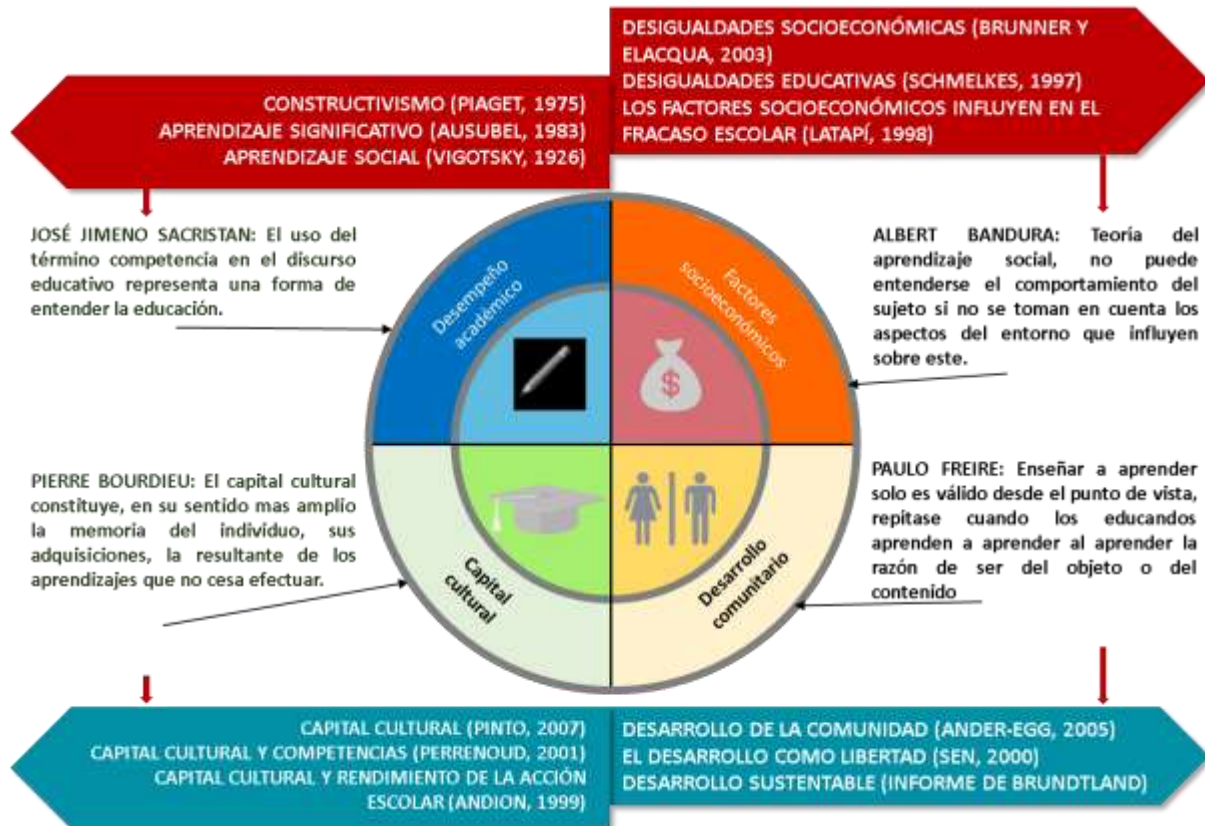 DESIGUALDADES SOCIOECONÓMICAS (BRUNNER Y
ELACQUA, 2003)
DESIGUALDADES EDUCATIVAS (SCHMELKES, 1997)
LOS FACTORES SOCIOECONÓMICOS INFLUYEN EN EL
FRACASO ESCOLAR (LATAPÍ, 1998)
CONSTRUCTIVISMO (PIAGET, 1975)
APRENDIZAJE SIGNIFICATIVO (AUSUBEL, 1983)
APRENDIZAJE SOCIAL (VIGOTSKY, 1926)
JOSÉ JIMENO SACRISTAN: El uso del
término competencia en el discurso
educativo representa una forma de
entender la educación.
Desempeño
académico
Factores
socioeconómicos
$
ALBERT BANDURA: Teoría del
aprendizaje social, no puede
entenderse el comportamiento del
sujeto si no se toman en cuenta los
aspectos del entorno que influyen
sobre este.
PIERRE BOURDIEU: El capital cultural
constituye, en su sentido mas amplio
la memoria del individuo, sus
adquisiciones, la resultante de los
aprendizajes que no cesa efectuar.
Capital
cultural
Desarrollo
comunitario
PAULO FREIRE: Enseñar a aprender
solo es válido desde el punto de vista,
repitase cuando los educandos
aprenden a aprender al aprender la
razón de ser del objeto o del
contenido
CAPITAL CULTURAL (PINTO, 2007)
CAPITAL CULTURAL Y COMPETENCIAS (PERRENOUD, 2001)
CAPITAL CULTURAL Y RENDIMIENTO DE LA ACCIÓN
ESCOLAR (ANDION, 1999)
DESARROLLO DE LA COMUNIDAD (ANDER-EGG, 2005)
EL DESARROLLO COMO LIBERTAD (SEN, 2000)
DESARROLLO SUSTENTABLE (INFORME DE BRUNDTLAND)